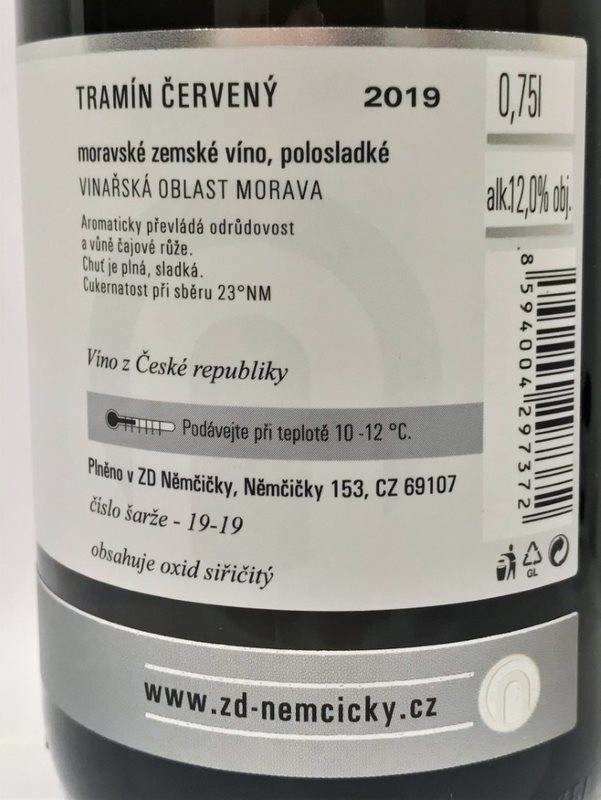 TRAMÍN ČERVENÝ 2019
0,75l
moravské zemské víno, polosladké
VINAŘSKÁ OBLAST MORAVA
alk.12,0% obj.
Aromaticky převládá odrůdovost
a vůně čajové růže.
Chuť je plná, sladká.
Cukernatost při sběru 23°NM
Víno z České republiky
Podávejte při teplotě 10 -12 °C.
Plněno v ZD Němčičky, Němčičky 153, CZ 69107
číslo šarže - 19-19
obsahuje oxid siřičitý
8 594004 297372
GL
www.zd-nemcicky.cz